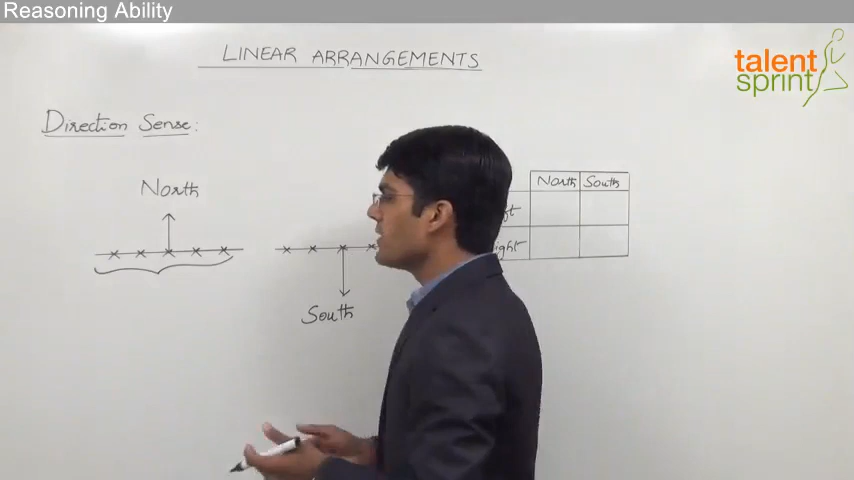 Reasoning Ability
LINEAR ARRANGEMENTS
talent
sprint
Direction Sense:
North
North South
South